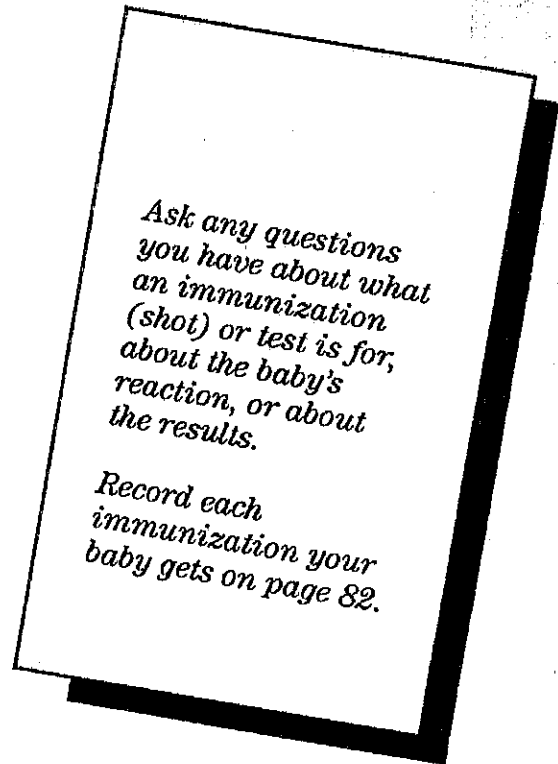 Ask any questions
you have about what
an immunization
(shot) or test is for,
about the baby's
reaction, or about
the results.
Record each
immunization your
baby gets on page 82.